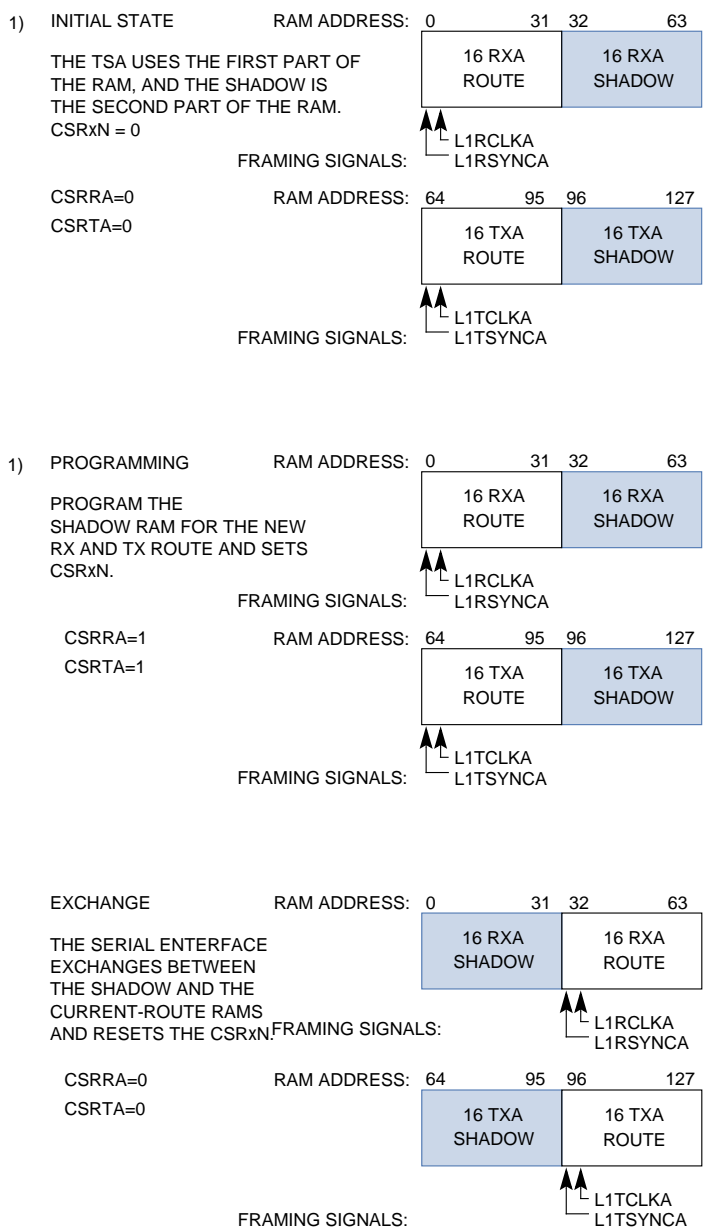 1) INITIAL STATE RAM ADDRESS: 0 31 32 63
THE TSA USES THE FIRST PART OF
THE RAM, AND THE SHADOW IS
THE SECOND PART OF THE RAM.
CSRxN = 0
16 RXA 16 RXA
ROUTE SHADOW
L1RCLKA
FRAMING SIGNALS: L1RSYNCA
CSRRA=0 RAM ADDRESS: 64 95 96 127
CSRTA=0
16 TXA 16 TXA
ROUTE SHADOW
L1TCLKA
FRAMING SIGNALS: L1TSYNCA
1) PROGRAMMING RAM ADDRESS: 0 31 32 63
PROGRAM THE
SHADOW RAM FOR THE NEW
RX AND TX ROUTE AND SETS
CSRxN.
16 RXA 16 RXA
ROUTE SHADOW
L1RCLKA
FRAMING SIGNALS: L1RSYNCA
CSRRA=1 RAM ADDRESS: 64 95 96 127
CSRTA=1
16 TXA 16 TXA
ROUTE SHADOW
L1TCLKA
FRAMING SIGNALS: L1TSYNCA
EXCHANGE RAM ADDRESS: 0 31 32 63
THE SERIAL ENTERFACE
EXCHANGES BETWEEN
THE SHADOW AND THE
CURRENT-ROUTE RAMS
AND RESETS THE CSRxN.
16 RXA 16 RXA
SHADOW ROUTE
L1RCLKA
FRAMING SIGNALS: L1RSYNCA
CSRRA=0 RAM ADDRESS: 64 95 96 127
CSRTA=0
16 TXA 16 TXA
SHADOW ROUTE
L1TCLKA
FRAMING SIGNALS: L1TSYNCA